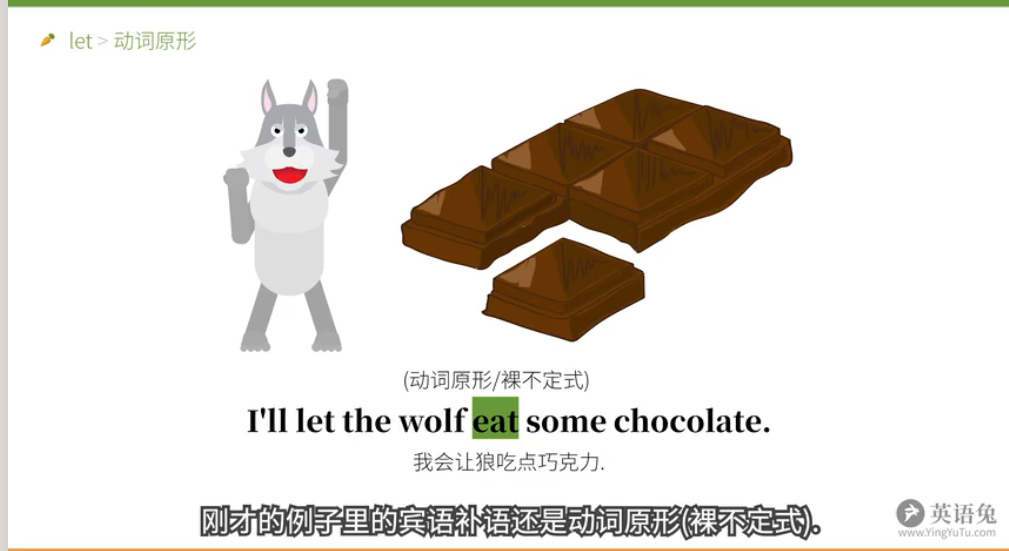 let > 动词原形
(动词原形/裸不定式)
I'll let the wolf eat some chocolate.
我会让狼吃点巧克力.
刚才的例子里的宾语补语还是动词原形(裸不定式).
英语兔
www.YingYuTu.com